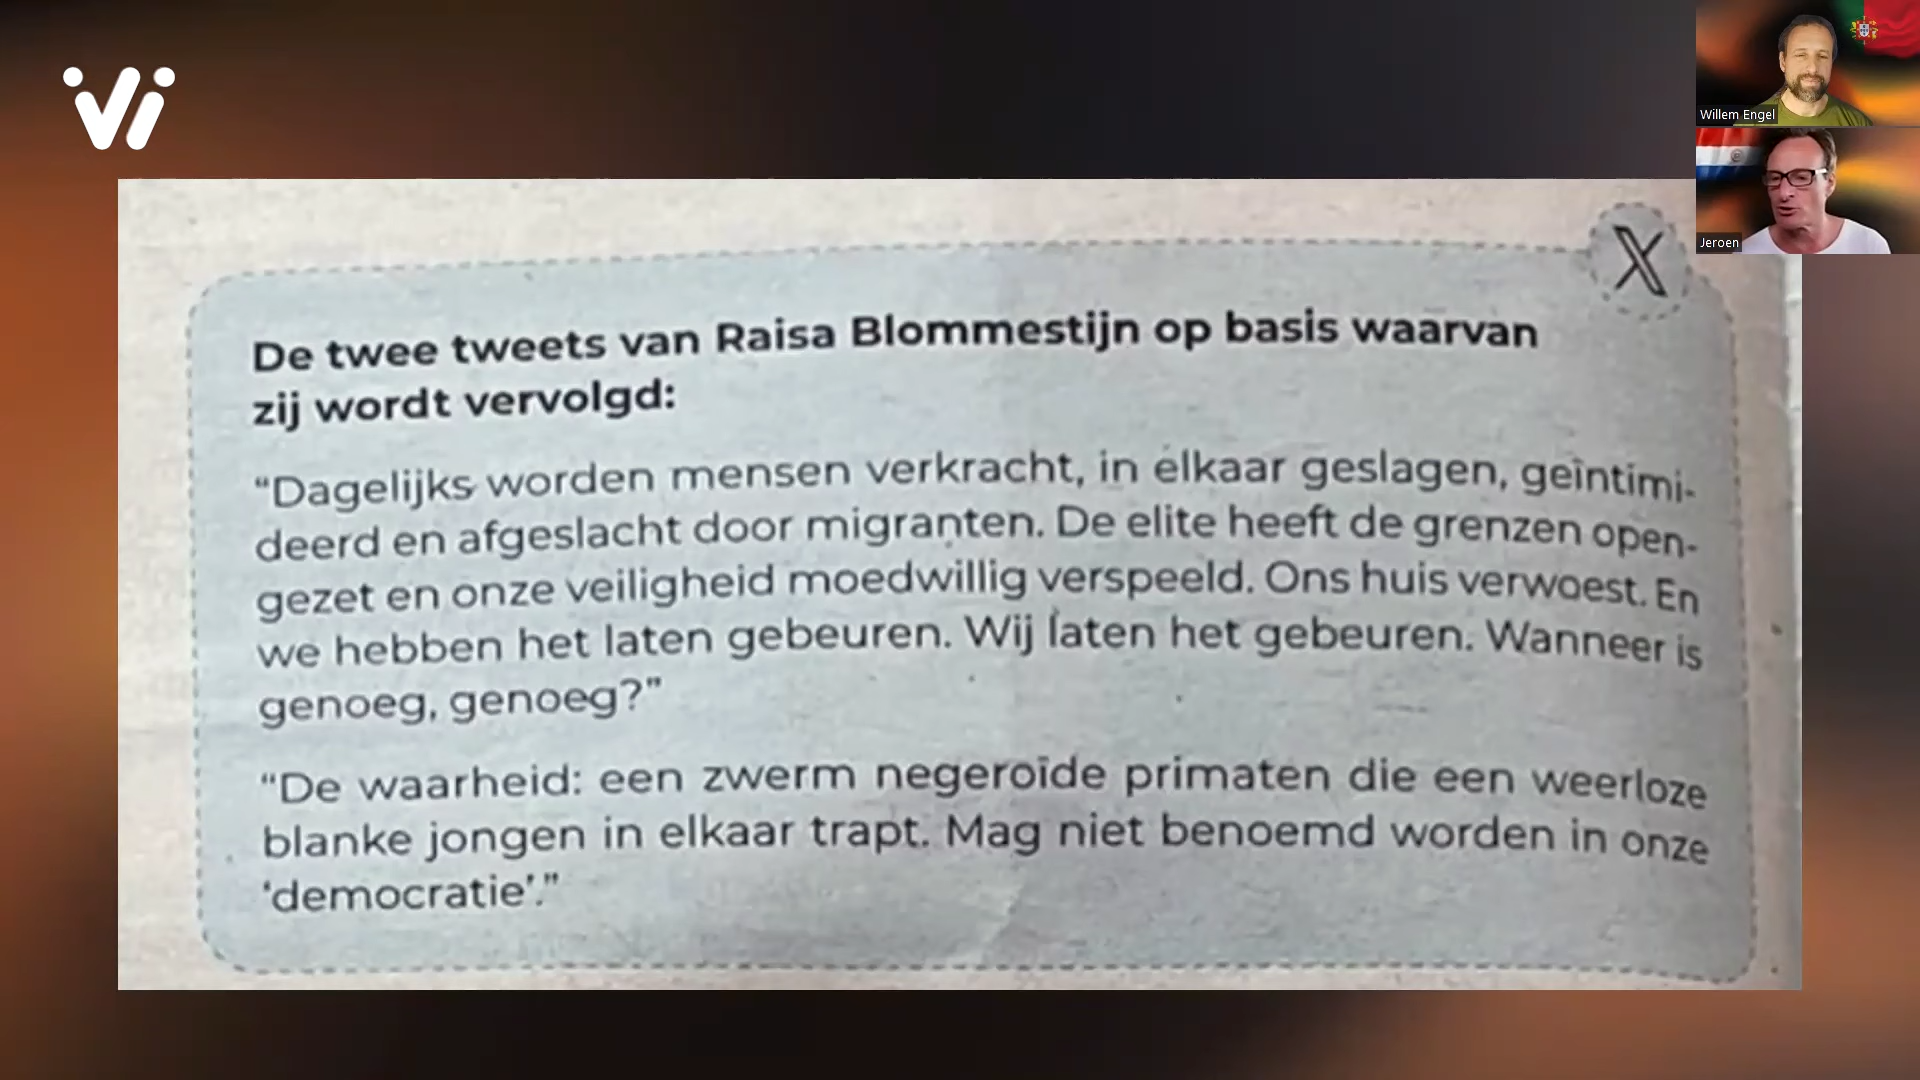 Vi
Willem Engel
Jeroen
X
De twee tweets van Raisa Blommestijn op basis waarvan
zij wordt vervolgd:
“Dagelijks worden mensen verkracht, in elkaar geslagen, geïntimi-
deerd en afgeslacht door migranten. De elite heeft de grenzen open-
gezet en onze veiligheid moedwillig verspeeld. Ons huis verwoest. En
we hebben het laten gebeuren. Wij laten het gebeuren. Wanneer is
genoeg, genoeg?”
“De waarheid: een zwerm negeroïde primaten die een weerloze
blanke jongen in elkaar trapt. Mag niet benoemd worden in onze
‘democratie’.”